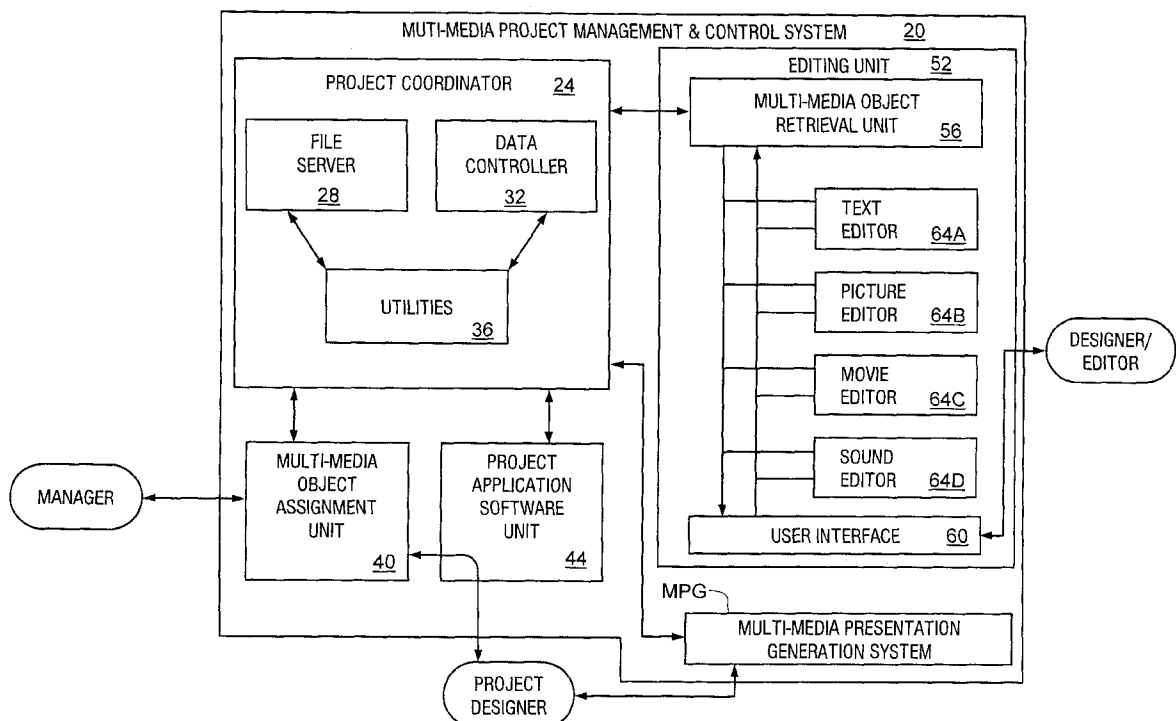 MUTI-MEDIA PROJECT MANAGEMENT & CONTROL SYSTEM 20
PROJECT COORDINATOR 24
FILE
SERVER
28
DATA
CONTROLLER
32
UTILITIES
36
EDITING UNIT 52
MULTI-MEDIA OBJECT
RETRIEVAL UNIT
56
TEXT
EDITOR 64A
PICTURE
EDITOR 64B
MOVIE
EDITOR 64C
SOUND
EDITOR 64D
USER INTERFACE 60
DESIGNER/
EDITOR
MANAGER
MULTI-MEDIA
OBJECT
ASSIGNMENT
UNIT
40
PROJECT
APPLICATION
SOFTWARE
UNIT
44
MPG
MULTI-MEDIA PRESENTATION
GENERATION SYSTEM
PROJECT
DESIGNER